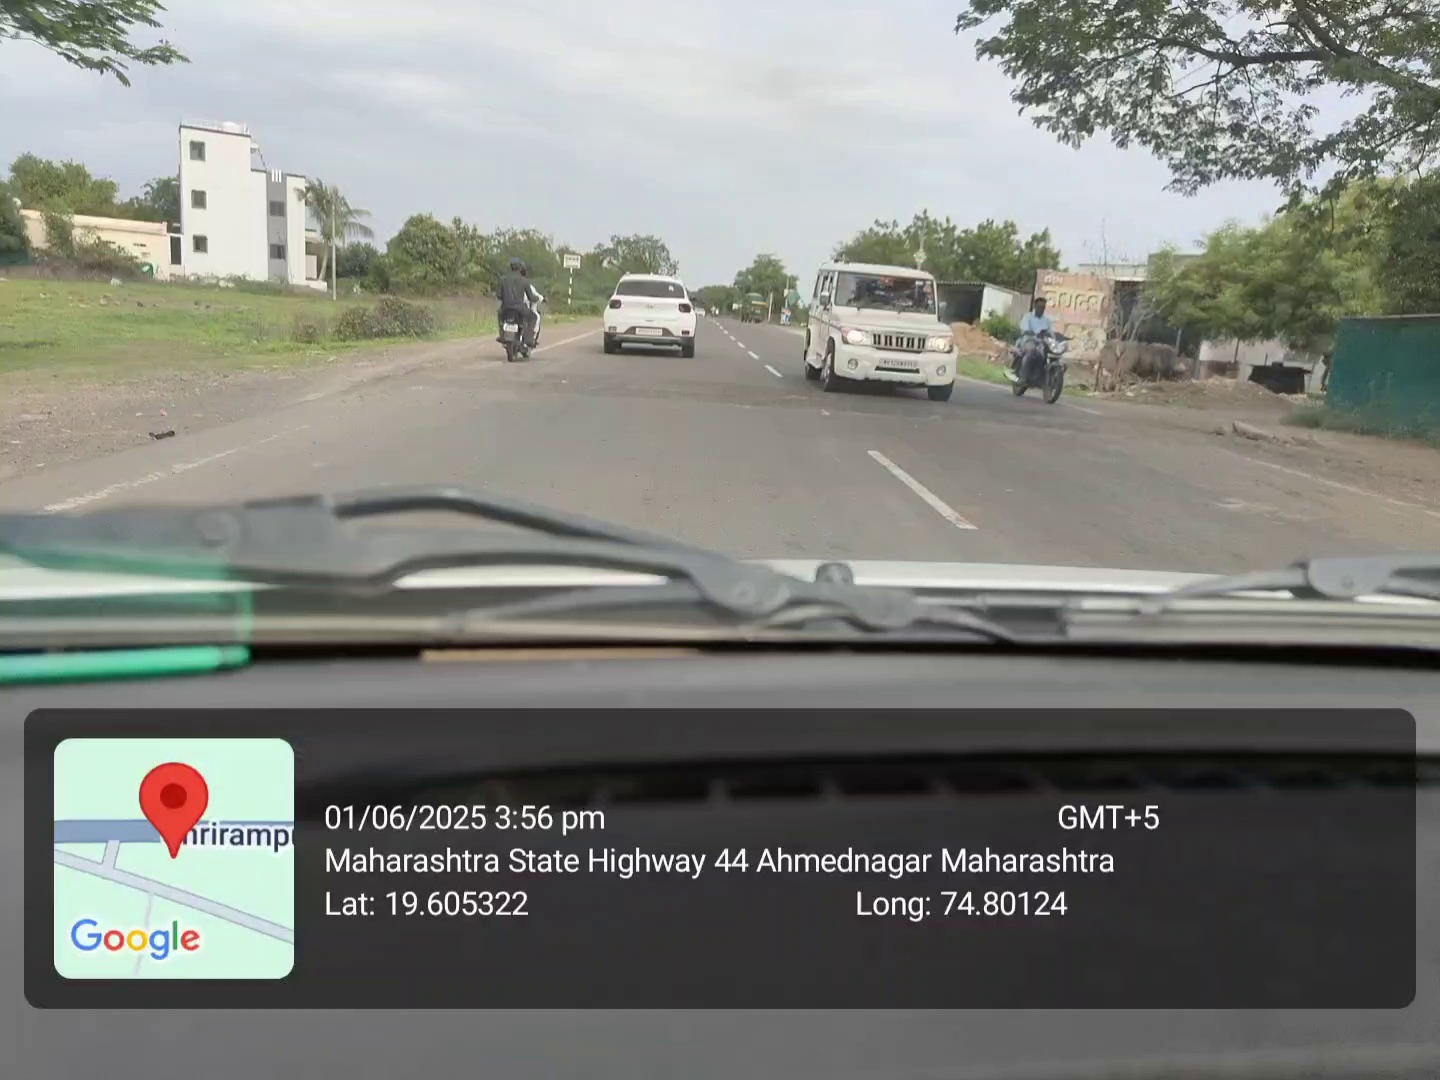 hrirampu
Google
01/06/2025 3:56 pm
GMT+5
Maharashtra State Highway 44 Ahmednagar Maharashtra
Lat: 19.605322
Long: 74.80124